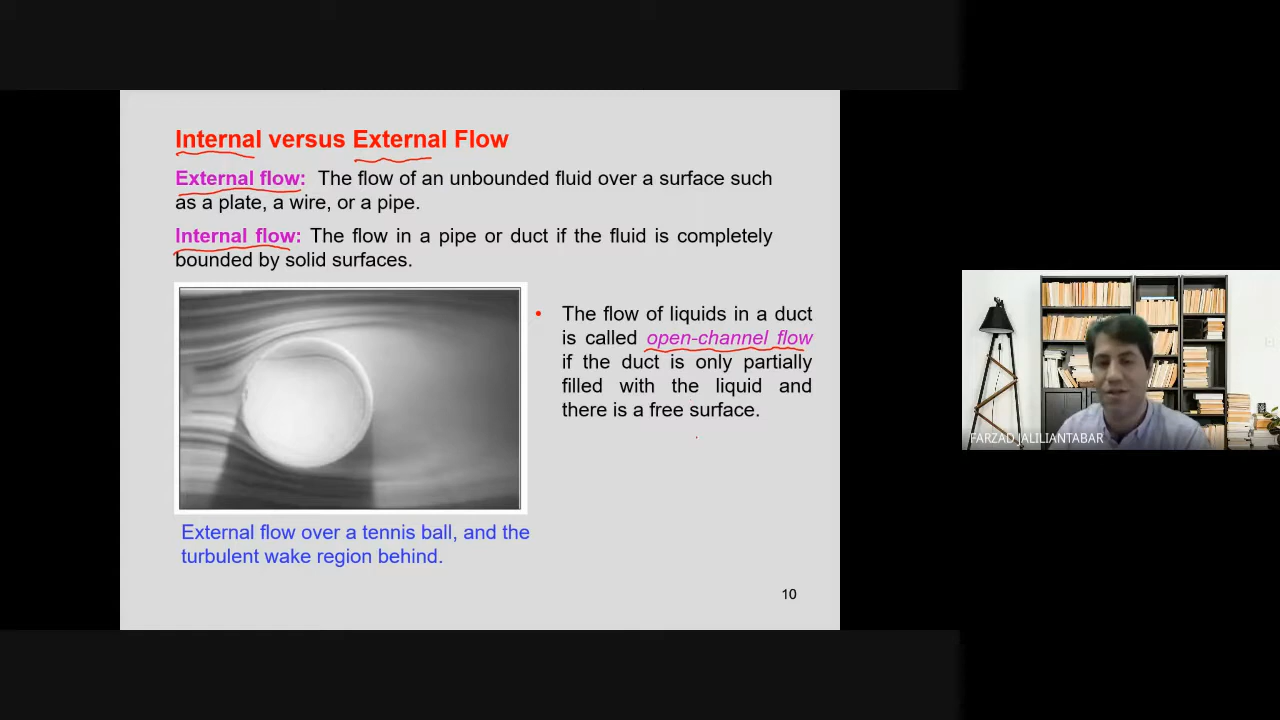 Internal versus External Flow
External flow: The flow of an unbounded fluid over a surface such
as a plate, a wire, or a pipe.
Internal flow: The flow in a pipe or duct if the fluid is completely
bounded by solid surfaces.
• The flow of liquids in a duct
is called open-channel flow
if the duct is only partially
filled with the liquid and
there is a free surface.
External flow over a tennis ball, and the
turbulent wake region behind.
10
FARZAD JALILIANTABAR